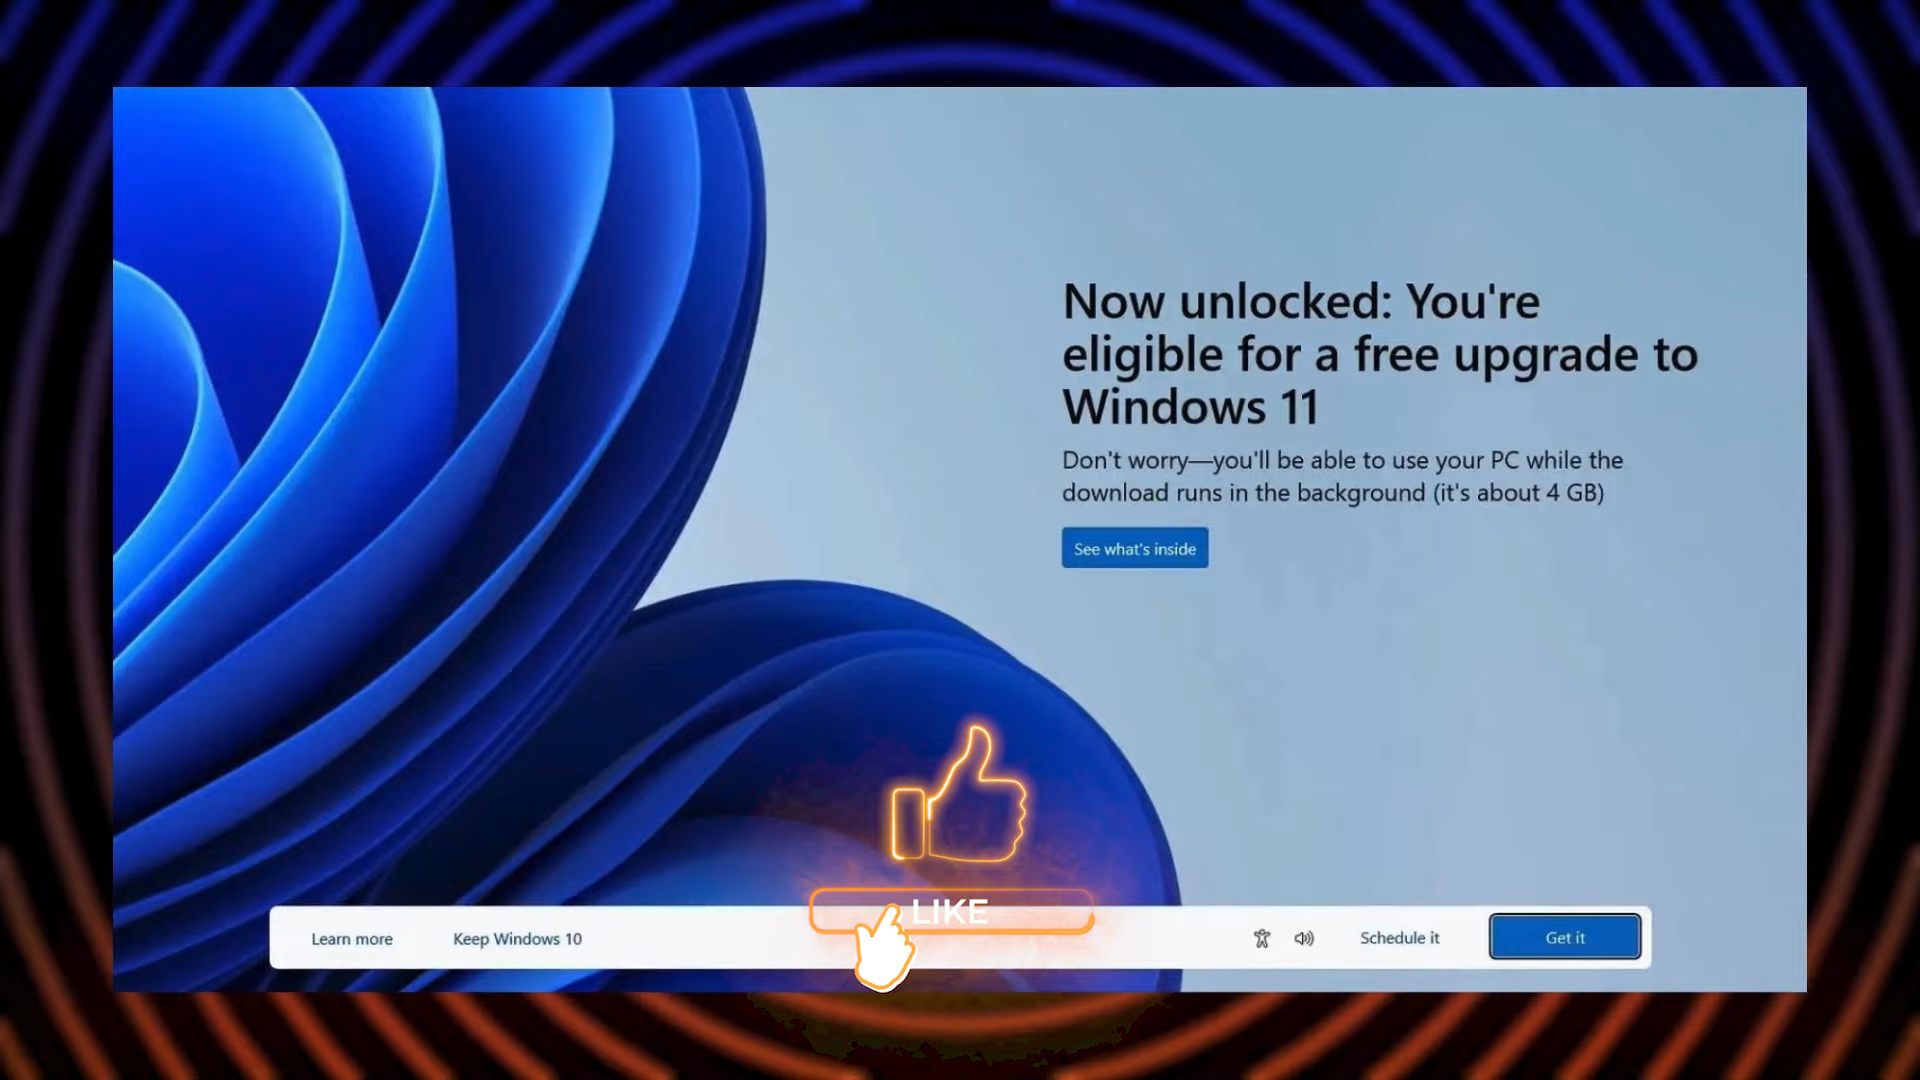 Now unlocked: You're
eligible for a free upgrade to
Windows 11
Don't worry—you'll be able to use your PC while the
download runs in the background (it's about 4 GB)
See what's inside
LIKE
Learn more
Keep Windows 10
Schedule it
Get it